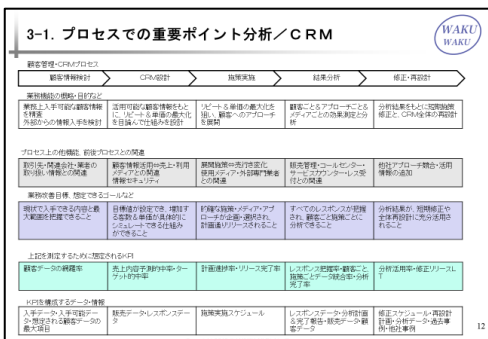 3-1. プロセスでの重要ポイント分析／ＣＲＭ
WAKU
WAKU
顧客管理・CRMプロセス
顧客情報検討
CRM設計
施策実施
結果分析
修正・再設計
業務機能の概略・目的など
業務上入手可能な顧客情報
を精査
外部からの情報入手を検討
活用可能な顧客情報をも
とに、リピート＆単価の最大化
を目論んで仕組みを設計
リピート＆単価の最大化を
狙い、顧客へのアプローチ
を展開
顧客ごと＆アプローチごと＆
メディアごとの効果測定と分
析
分析結果をもとに短期施策
修正と、CRM全体の再設計
プロセス上の他機能、前後プロセスとの関連
取引先・関連会社・業者の
取り扱い情報との関連
顧客情報活用⇔売上・利用
メディアとの関連
情報セキュリティ
展開施策⇔売行き変化
使用メディア・外部専門業者
との関連
販売管理・コールセンター・
サービスカウンター・レス受
付との関連
他社アプローチ競合・活用
情報の追加
業務改善目標、想定できるゴールなど
現状で入手できる内容と最
大範囲を把握できること
目標値が設定でき、増加す
る客数＆単価が具体的に
シミュレートできる仕組み
ができること
的確な施策・メディア・アプ
ローチが企画・選択され、
計画通りリリースされること
すべてのレスポンスが把握
され、顧客ごと施策ごとに
分析できること
分析結果が、短期修正や
全体再設計に充分活用さ
れること
上記を測定するために想定されるKPI
顧客データの網羅率
売上内容予測的中率・ター
ゲット的中率
計画進捗率・リリース完了率
レスポンス把握率・顧客ごと、
施策ごとデータ統合率・分析
完了率
分析活用率・修正リリースL
T
KPIを構成するデータ・情報
入手データ・入手可能デー
タ・想定される顧客データの
最大項目
販売データ・レスポンスデー
タ
施策実施スケジュール
レスポンスデータ・分析計画
＆完了報告・販売データ・顧
客データ
修正スケジュール・再設計
計画・分析データ・過去事
例・他社事例
12